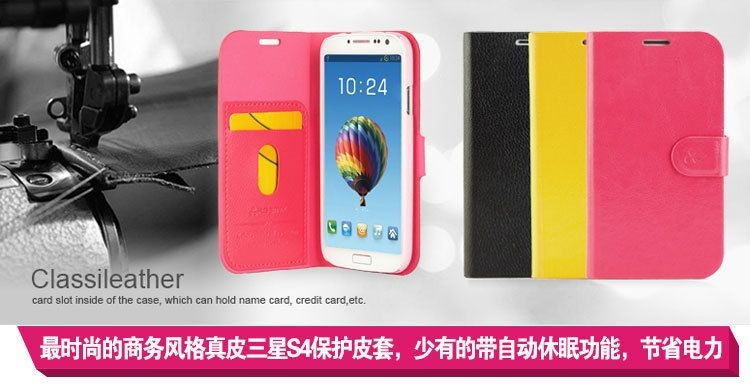 10:28
Classileather
card slot inside of the case, which can hold name card, credit card,etc.
最时尚的商务风格真皮三星S4保护皮套，少有的带自动休眠功能，节省电力